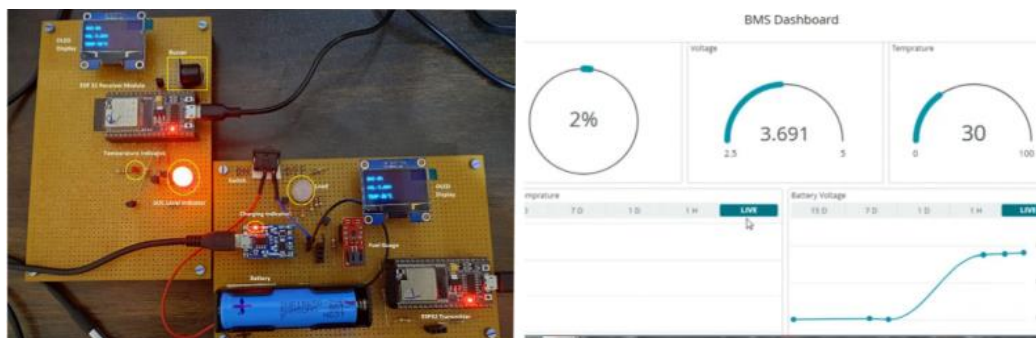 OLED
Display
Buzzer
ESP 32 Receiver Module
Temperature Indicator
SOC Level Indicator
Switch
Load
OLED
Display
Charging Indicator
Fuel Guage
Battery
ESP32 Transmitter
BMS Dashboard
2%
Voltage
3.691
2.5
5
Temprature
30
0
100
emprature
7 D
1 D
1 H
LIVE
Battery Voltage
15 D
7 D
1 D
1 H
LIVE